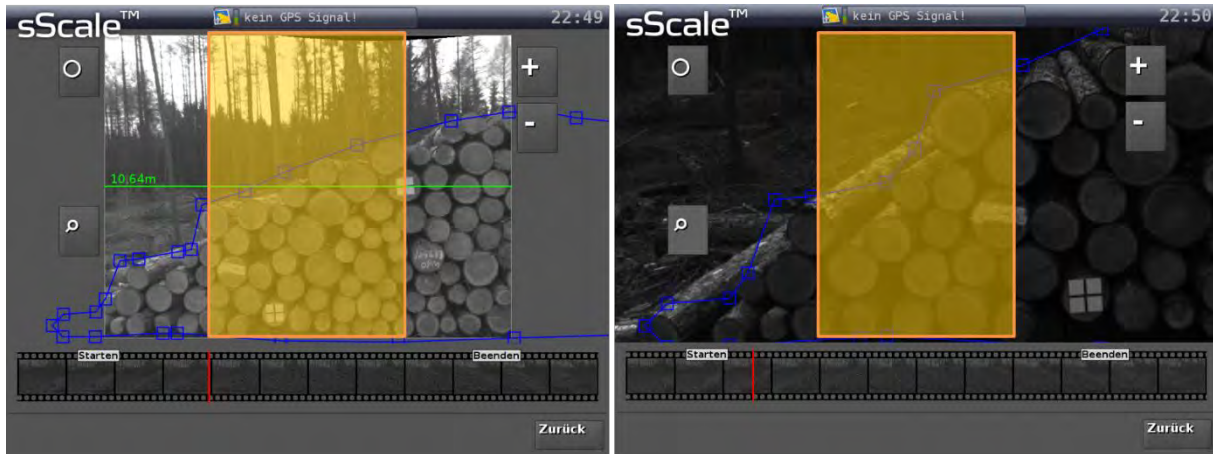 sScale™
kein GPS Signal!
22:49
+
-
10,64m
Starten
Beenden
Zurück
sScale™
kein GPS Signal!
22:50
+
-
Starten
Beenden
Zurück